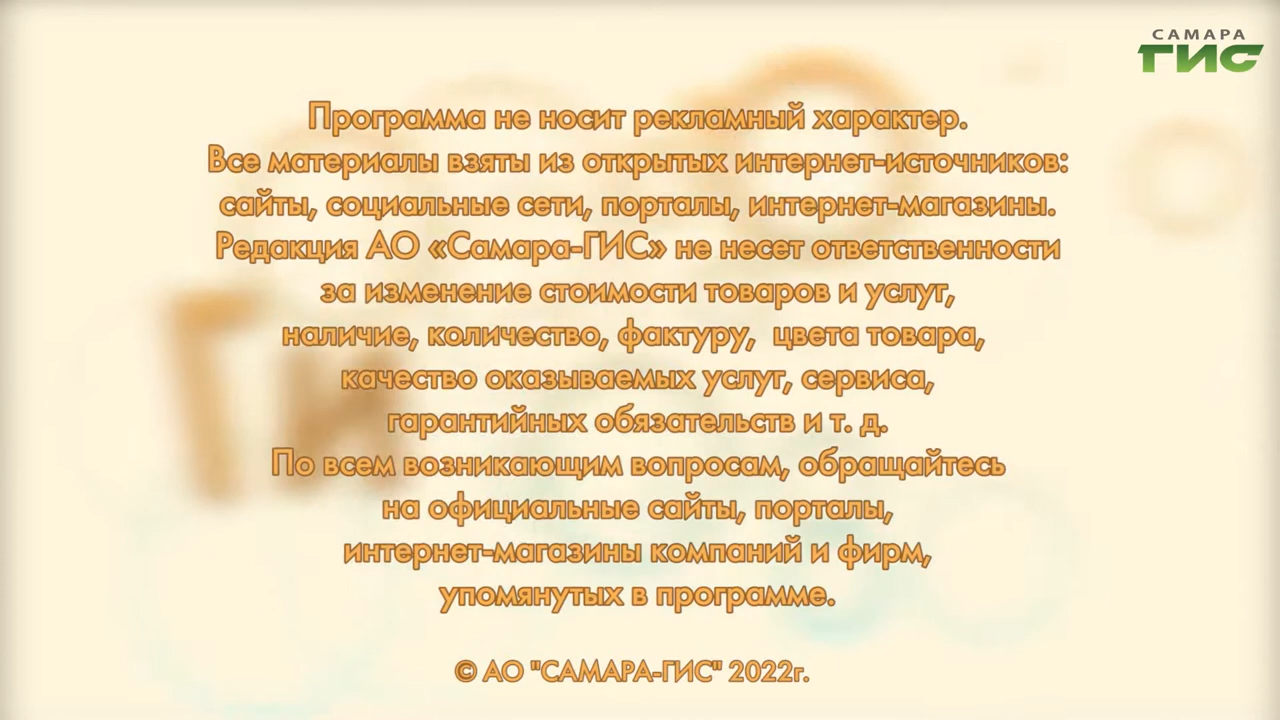 САМАРА
ГИС
Программа не носит рекламный характер.
Все материалы взяты из открытых интернет-источников:
сайты, социальные сети, порталы, интернет-магазины.
Редакция АО «Самара-ГИС» не несет ответственности
за изменение стоимости товаров и услуг,
наличие, количество, фактуру, цвета товара,
качество оказываемых услуг, сервиса,
гарантийных обязательств и т. д.
По всем возникающим вопросам, обращайтесь
на официальные сайты, порталы,
интернет-магазины компаний и фирм,
упомянутых в программе.
© АО "САМАРА-ГИС" 2022г.